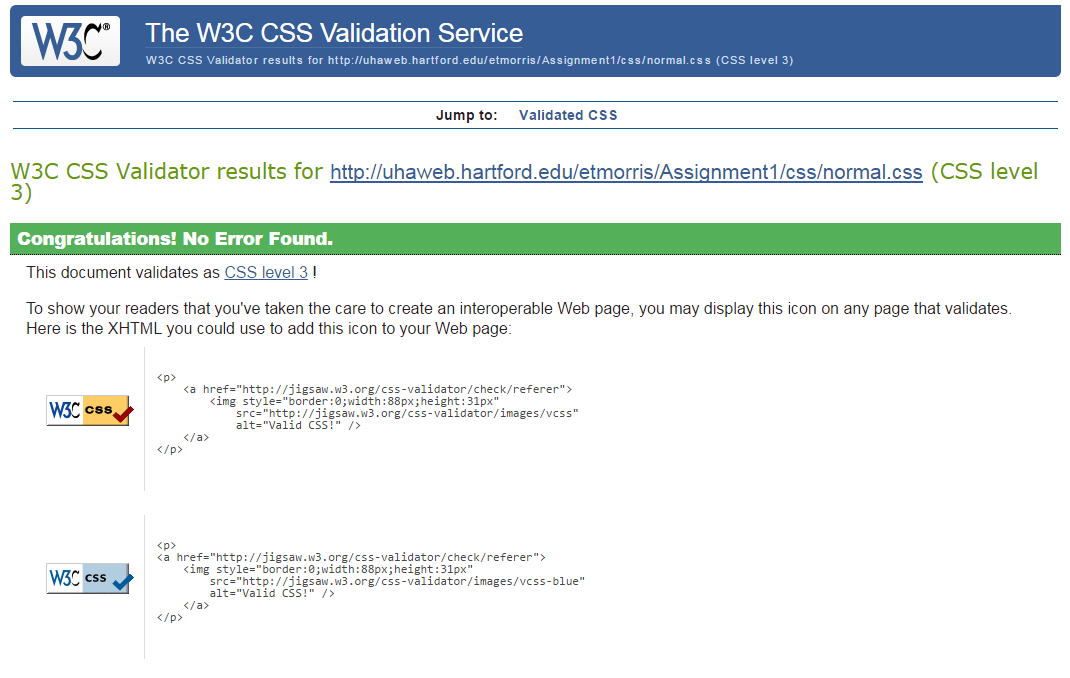 W3C®
The W3C CSS Validation Service
W3C CSS Validator results for http://uhaweb.hartford.edu/etmorris/Assignment1/css/normal.css (CSS level 3)
Jump to: Validated CSS
W3C CSS Validator results for http://uhaweb.hartford.edu/etmorris/Assignment1/css/normal.css (CSS level
3)
Congratulations! No Error Found.
This document validates as CSS level 3 !
To show your readers that you've taken the care to create an interoperable Web page, you may display this icon on any page that validates.
Here is the XHTML you could use to add this icon to your Web page:
W3C css
<p>
<a href="http://jigsaw.w3.org/css-validator/check/referer">
<img style="border:0;width:88px;height:31px"
src="http://jigsaw.w3.org/css-validator/images/vcss"
alt="Valid CSS!" />
</a>
</p>
W3C css
<p>
<a href="http://jigsaw.w3.org/css-validator/check/referer">
<img style="border:0;width:88px;height:31px"
src="http://jigsaw.w3.org/css-validator/images/vcss-blue"
alt="Valid CSS!" />
</a>
</p>